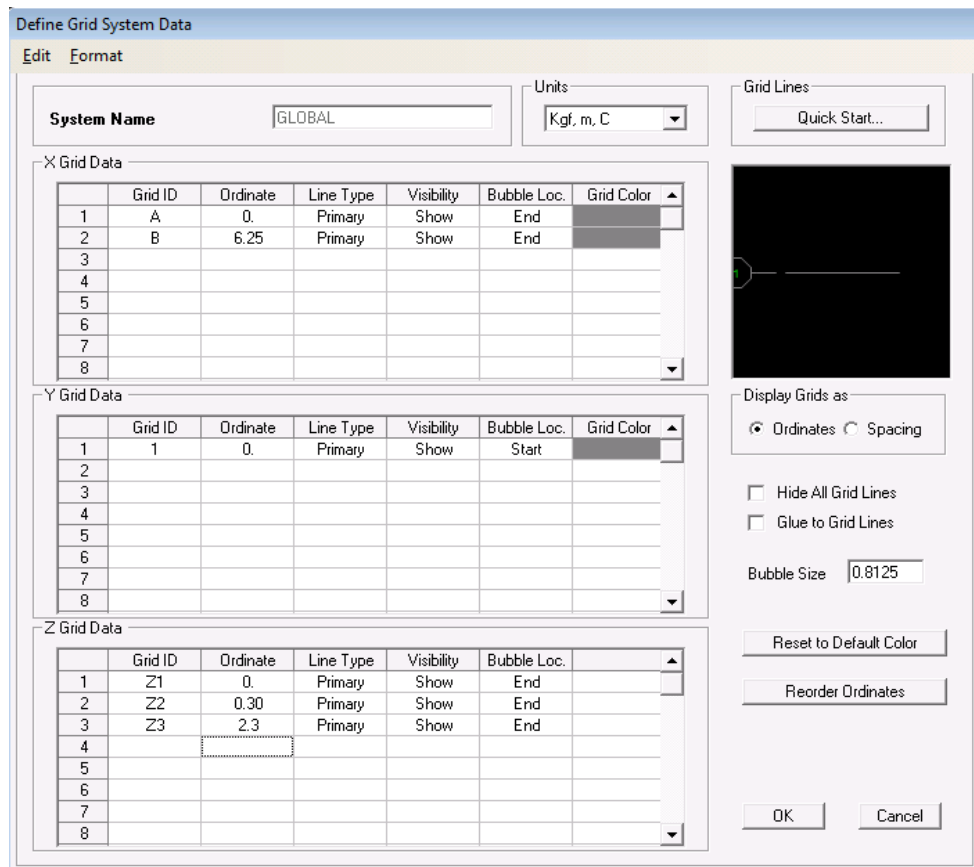 Define Grid System Data
Edit Format
System Name GLOBAL
Units
Kgf, m, C
Grid Lines
Quick Start...
X Grid Data
Grid ID Ordinate Line Type Visibility Bubble Loc. Grid Color
1 A 0. Primary Show End
2 B 6.25 Primary Show End
3
4
5
6
7
8
1
Y Grid Data
Grid ID Ordinate Line Type Visibility Bubble Loc. Grid Color
1 1 0. Primary Show Start
2
3
4
5
6
7
8
Display Grids as
Ordinates Spacing
Hide All Grid Lines
Glue to Grid Lines
Bubble Size 0.8125
Z Grid Data
Grid ID Ordinate Line Type Visibility Bubble Loc.
1 Z1 0. Primary Show End
2 Z2 0.30 Primary Show End
3 Z3 2.3 Primary Show End
4
5
6
7
8
Reset to Default Color
Reorder Ordinates
OK Cancel